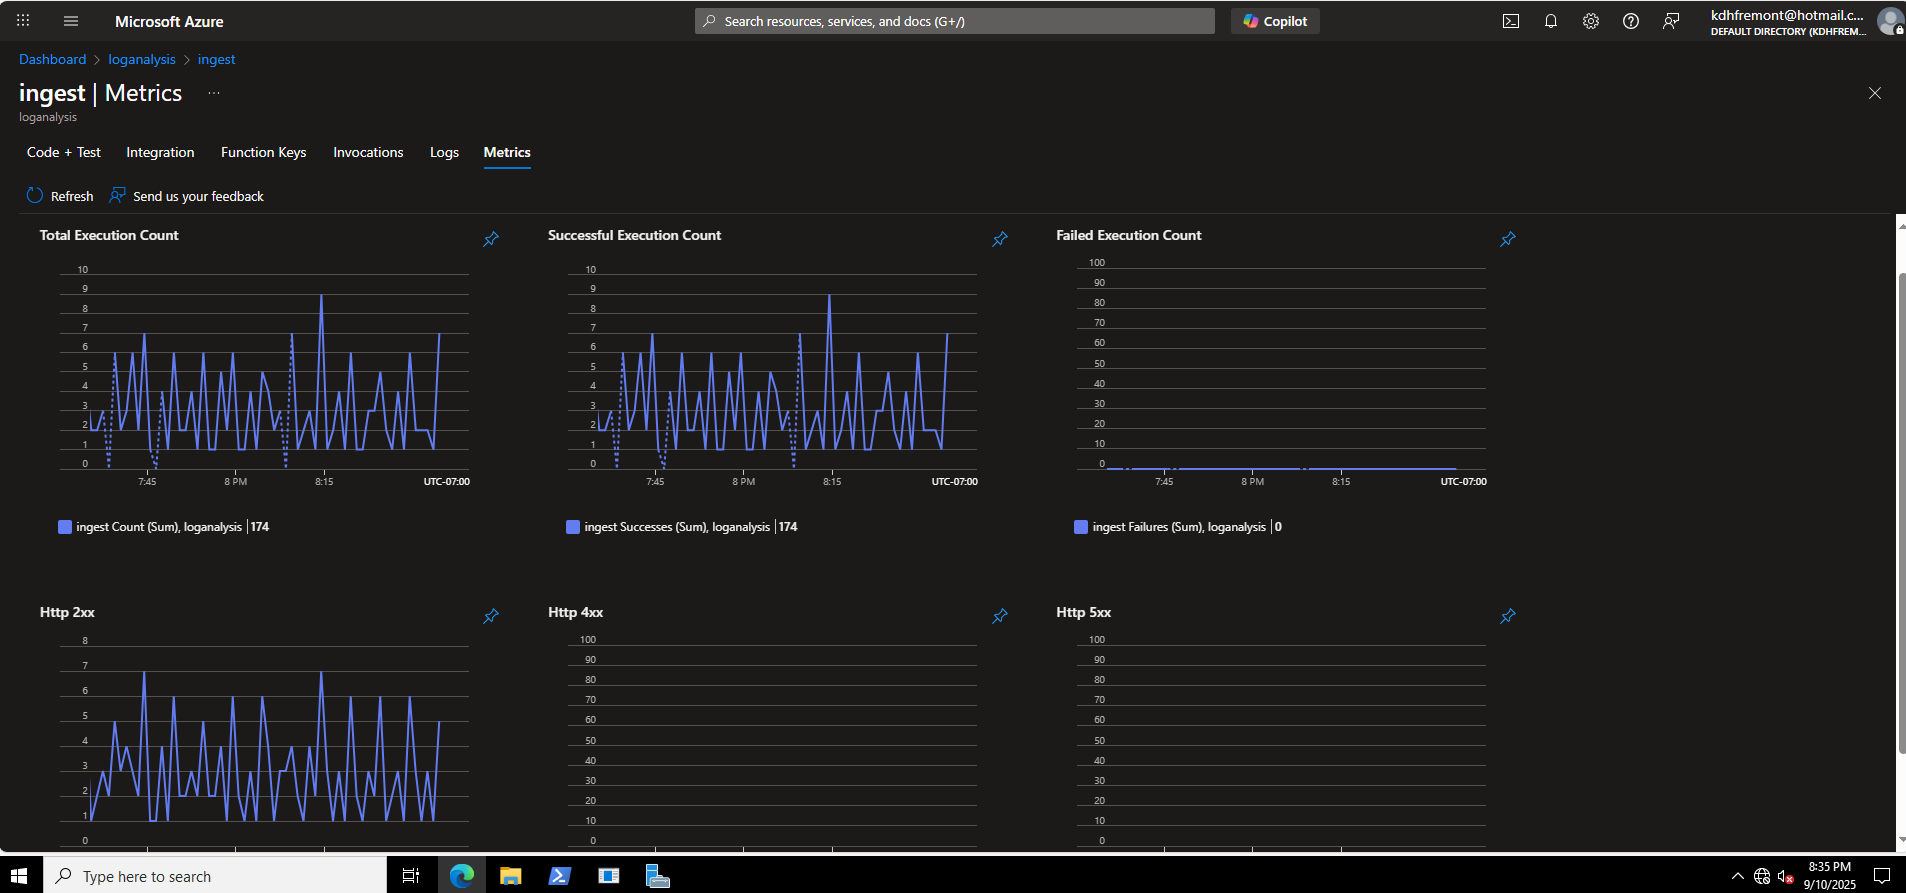 Microsoft Azure
Search resources, services, and docs (G+/)
Copilot
kdhfremont@hotmail.c...
DEFAULT DIRECTORY (KDHFREM...
Dashboard > loganalysis > ingest
ingest | Metrics ...
loganalysis
Code + Test Integration Function Keys Invocations Logs Metrics
Refresh Send us your feedback
Total Execution Count
10
9
8
7
6
5
4
3
2
1
0
7:45 8 PM 8:15 UTC-07:00
ingest Count (Sum), loganalysis | 174
Successful Execution Count
10
9
8
7
6
5
4
3
2
1
0
7:45 8 PM 8:15 UTC-07:00
ingest Successes (Sum), loganalysis | 174
Failed Execution Count
100
90
80
70
60
50
40
30
20
10
0
7:45 8 PM 8:15 UTC-07:00
ingest Failures (Sum), loganalysis | 0
Http 2xx
8
7
6
5
4
3
2
1
0
Http 4xx
100
90
80
70
60
50
40
30
20
10
0
Http 5xx
100
90
80
70
60
50
40
30
20
10
0
Type here to search
8:35 PM
9/10/2025